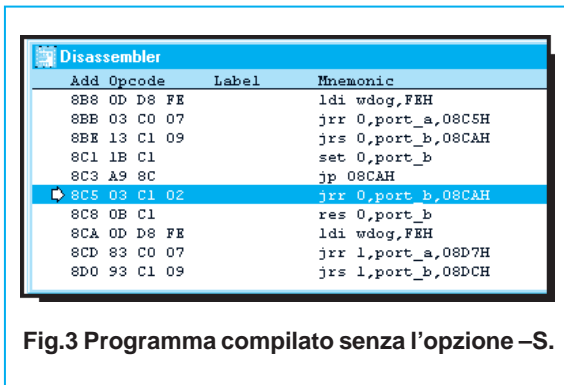 Disassembler
Add Opcode Label Mnemonic
8B8 0D D8 FE ldi wdog,FEH
8BB 03 C0 07 jrr 0,port_a,08C5H
8BE 13 C1 09 jrs 0,port_b,08CAH
8C1 1B C1 set 0,port_b
8C3 A9 8C jp 08CAH
8C5 03 C1 02 jrr 0,port_b,08CAH
8C8 0B C1 res 0,port_b
8CA 0D D8 FE ldi wdog,FEH
8CD 83 C0 07 jrr 1,port_a,08D7H
8D0 93 C1 09 jrs 1,port_b,08DCH
Fig.3 Programma compilato senza l’opzione –S.